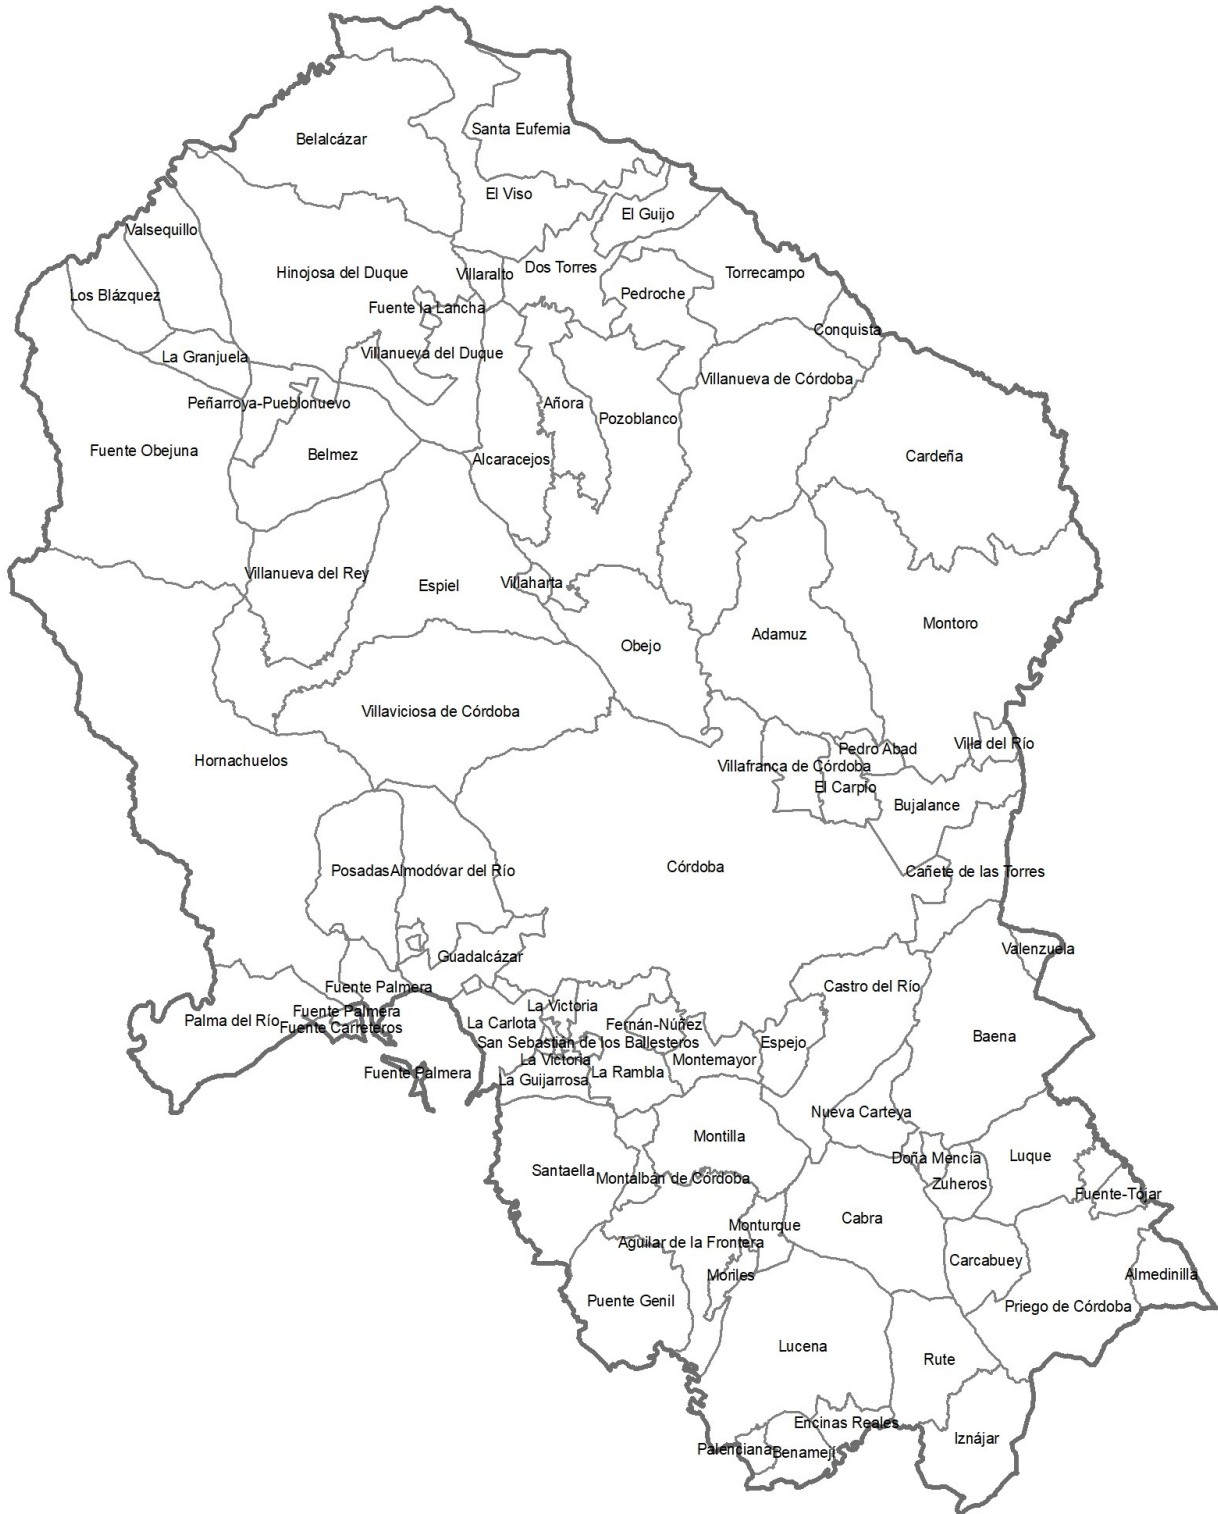 Santa Eufemia
Belalcázar
El Viso
El Guijo
Valsequillo
Dos Torres
Hinojosa del Duque
Villaralto
Torrecampo
Los Blázquez
Pedroche
Fuente la Lancha
Conquista
La Granjuela
Villanueva del Duque
Villanueva de Córdoba
Peñarroya-Pueblonuevo
Añora
Pozoblanco
Fuente Obejuna
Belmez
Alcaracejos
Cardeña
Villanueva del Rey
Espiel
Villaharta
Montoro
Adamuz
Obejo
Villaviciosa de Córdoba
Villa del Río
Pedro Abad
Hornachuelos
Villafranca de Córdoba
El Carpio
Bujalance
Córdoba
Posadas
Almodóvar del Río
Cañete de las Torres
Valenzuela
Guadalcázar
Fuente Palmera
Castro del Río
La Victoria
Fuente Palmera
Palma del Río
La Carlota
Fernán-Núñez
Fuente Carreteros
Baena
San Sebastián de los Ballesteros
Espejo
La Victoria
Montemayor
Fuente Palmera
La Rambla
La Guijarrosa
Nueva Carteya
Montilla
Doña Mencía
Luque
Santaella
Montalbán de Córdoba
Zuheros
Fuente-Tójar
Cabra
Monturque
Aguilar de la Frontera
Carcabuey
Moriles
Almedinilla
Puente Genil
Priego de Córdoba
Lucena
Rute
Encinas Reales
Iznájar
Palenciana
Benamejí